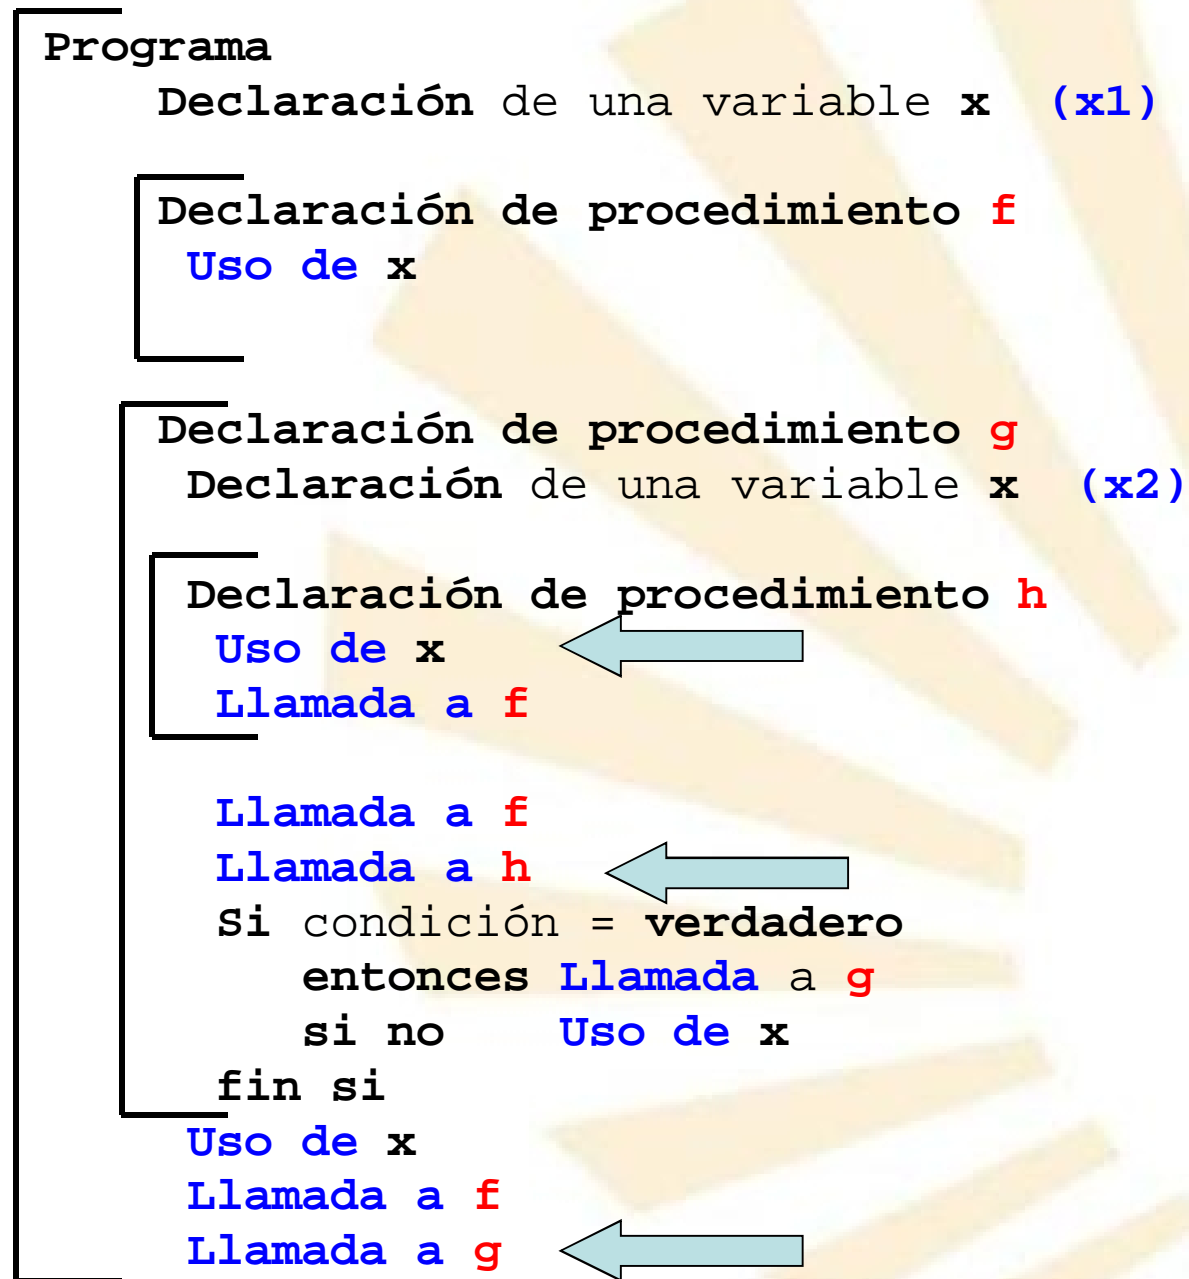 Programa
Declaración de una variable x (x1)
Declaración de procedimiento f
Uso de x
Declaración de procedimiento g
Declaración de una variable x (x2)
Declaración de procedimiento h
Uso de x
Llamada a f
Llamada a f
Llamada a h
Si condición = verdadero
entonces Llamada a g
si no Uso de x
fin si
Uso de x
Llamada a f
Llamada a g